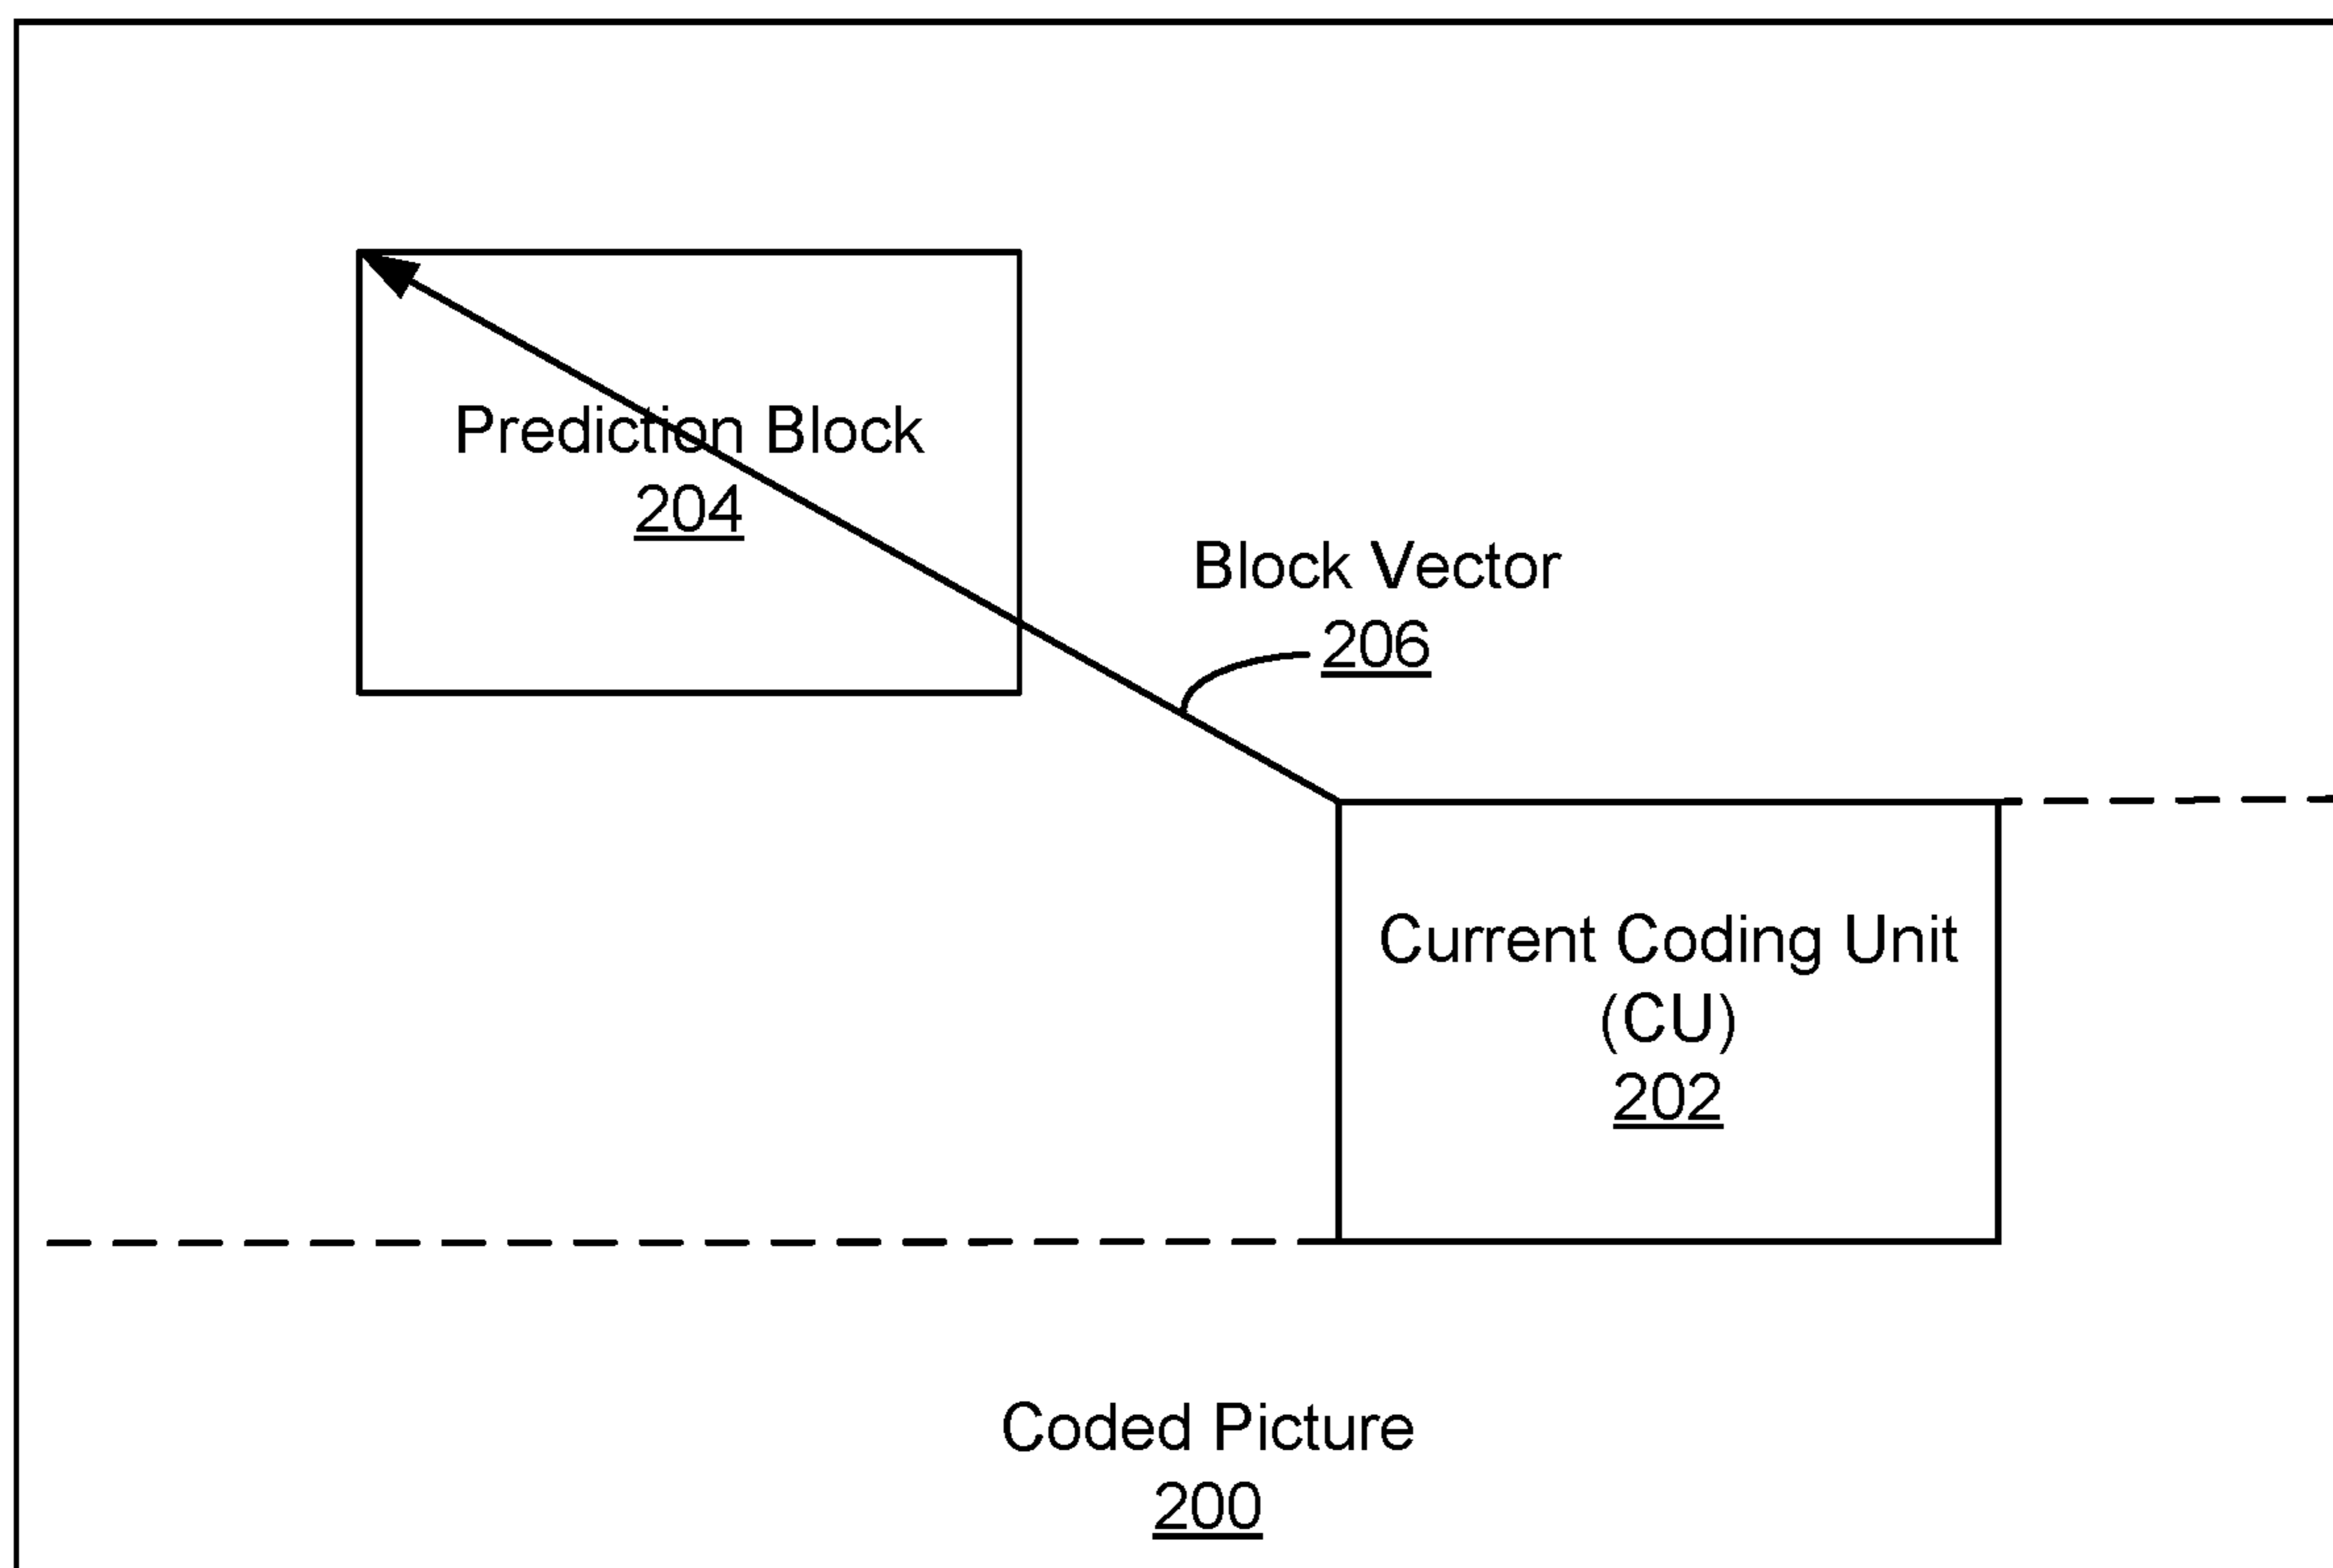 Prediction Block
204
Block Vector
206
Current Coding Unit
(CU)
202
Coded Picture
200